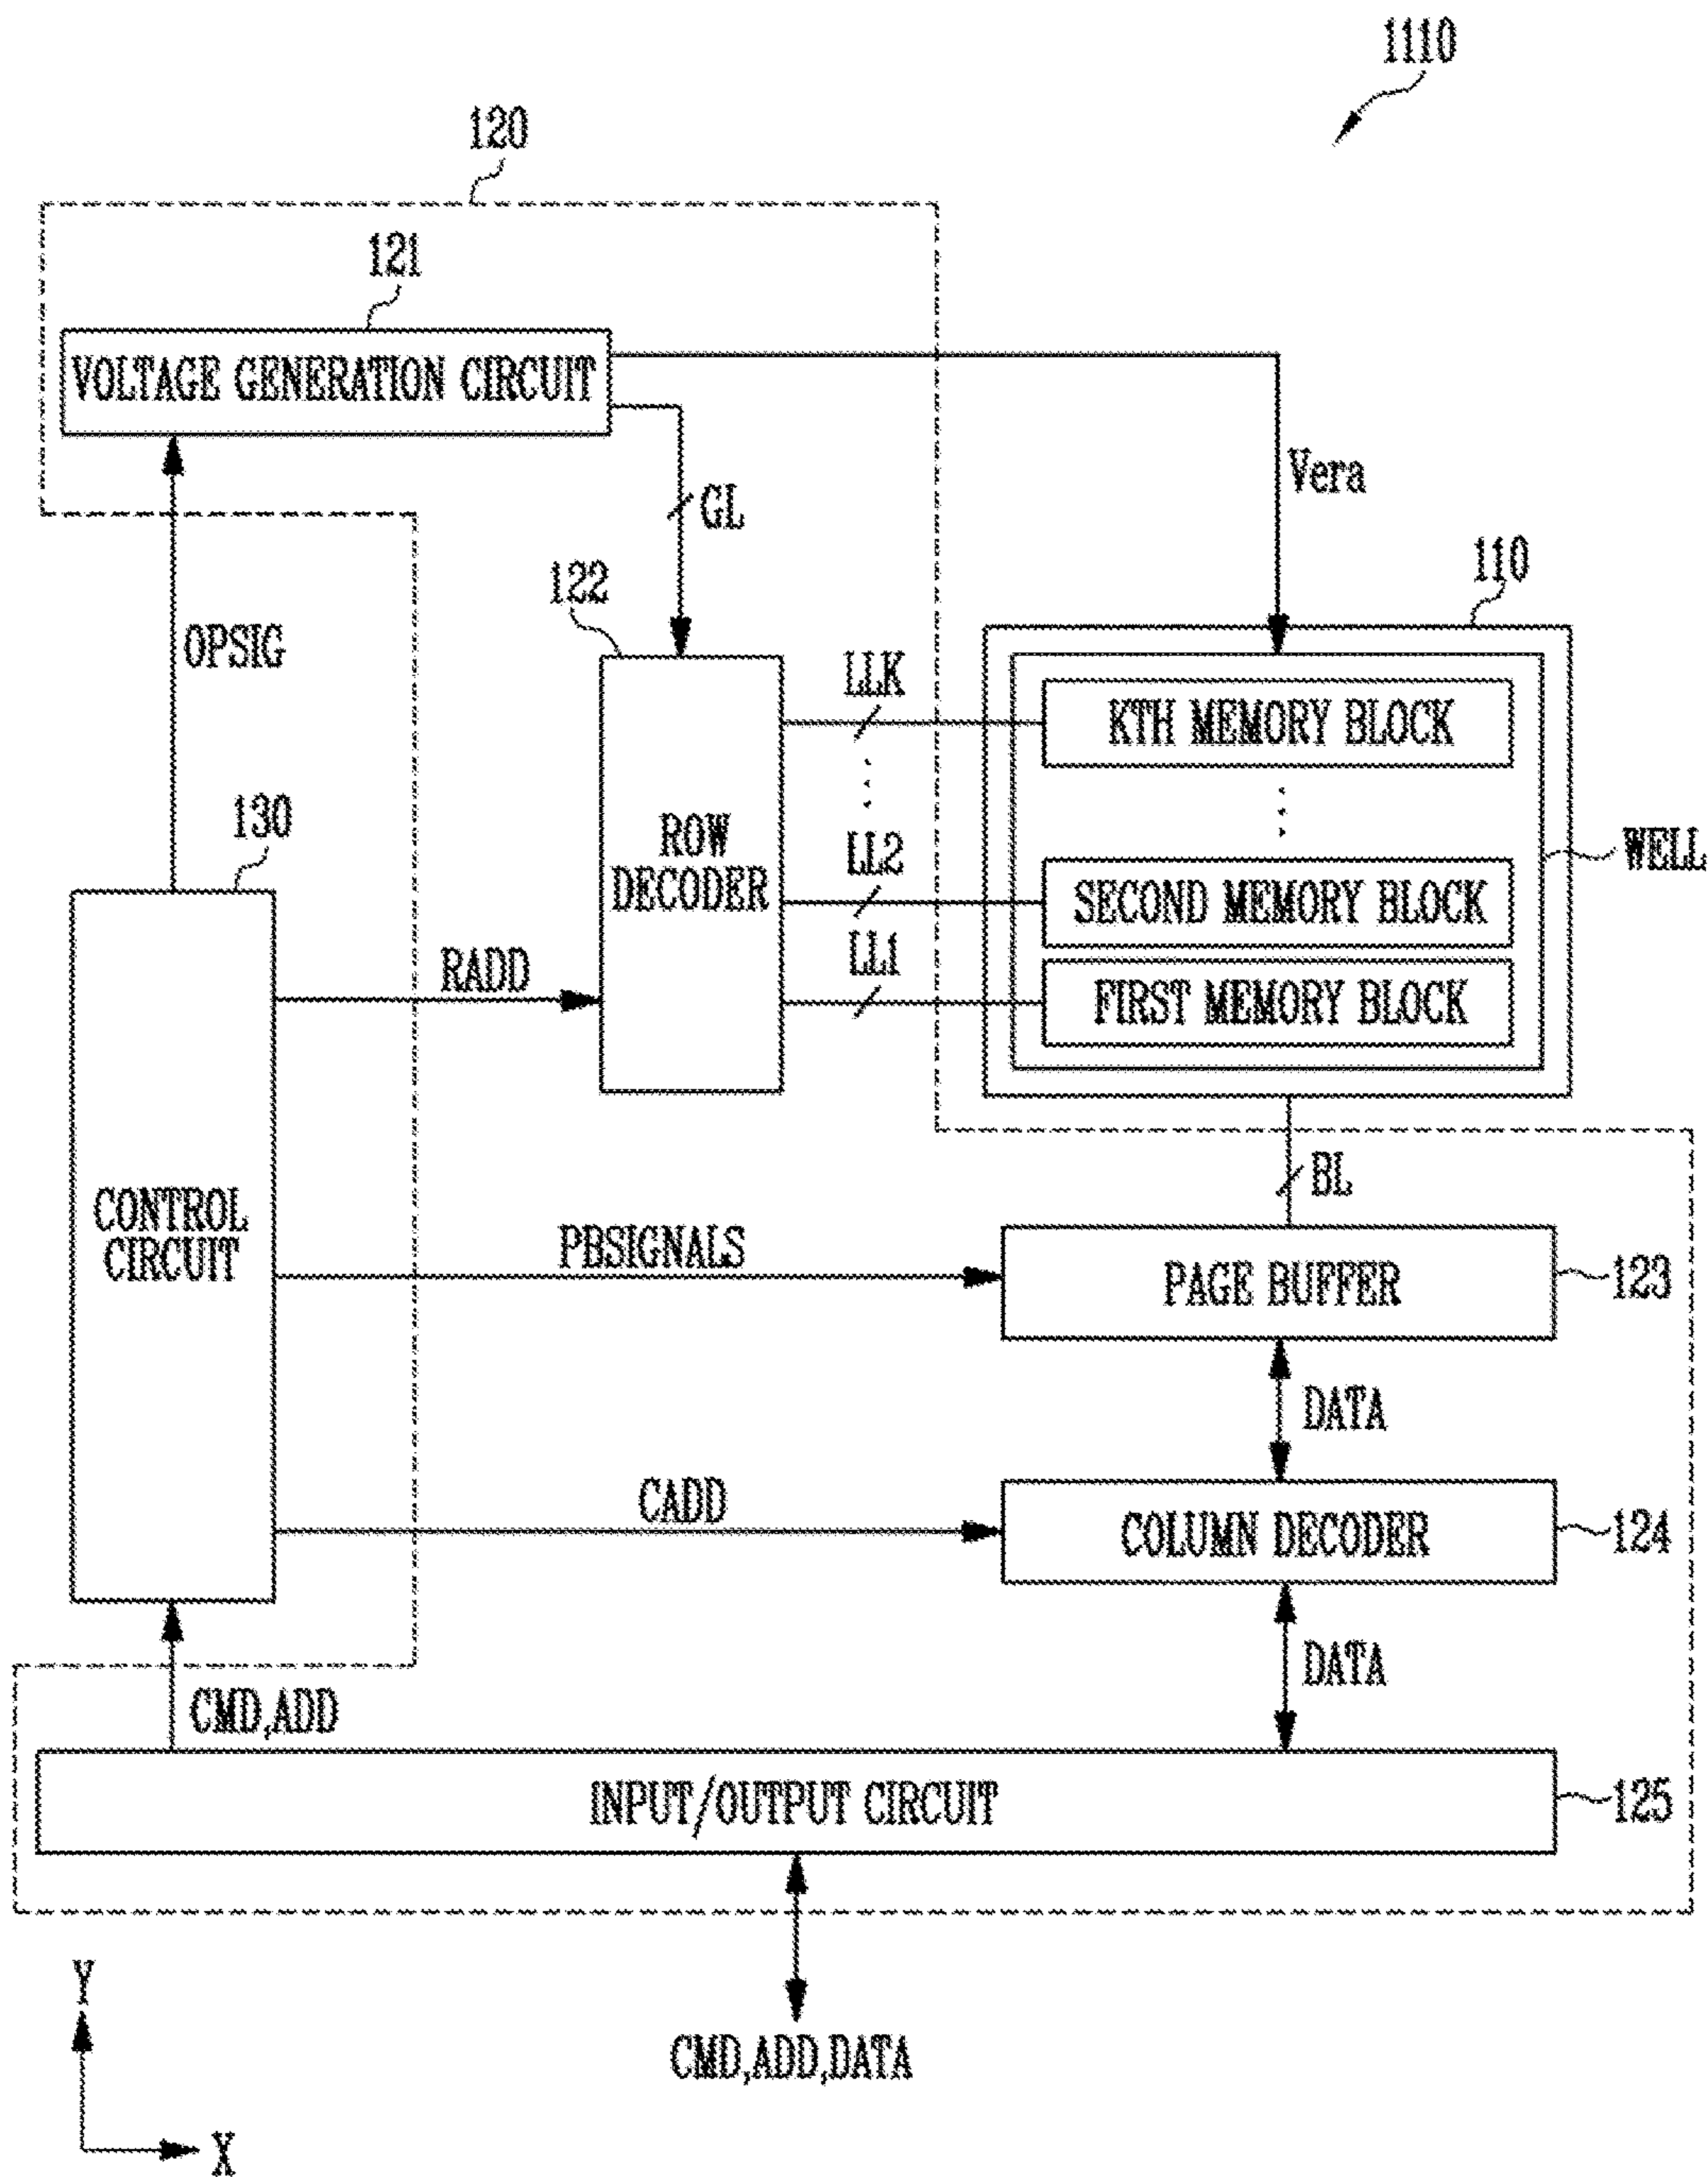 1110
120
121
VOLTAGE GENERATION CIRCUIT
Vera
GL
110
122
OPSIG
LLK
KTH MEMORY BLOCK
130
ROW
DECODER
LL2
WELL
SECOND MEMORY BLOCK
LL1
RADD
FIRST MEMORY BLOCK
BL
CONTROL
CIRCUIT
PBSIGNALS
PAGE BUFFER
123
DATA
CADD
COLUMN DECODER
124
DATA
CMD,ADD
INPUT/OUTPUT CIRCUIT
125
Y
CMD,ADD,DATA
X